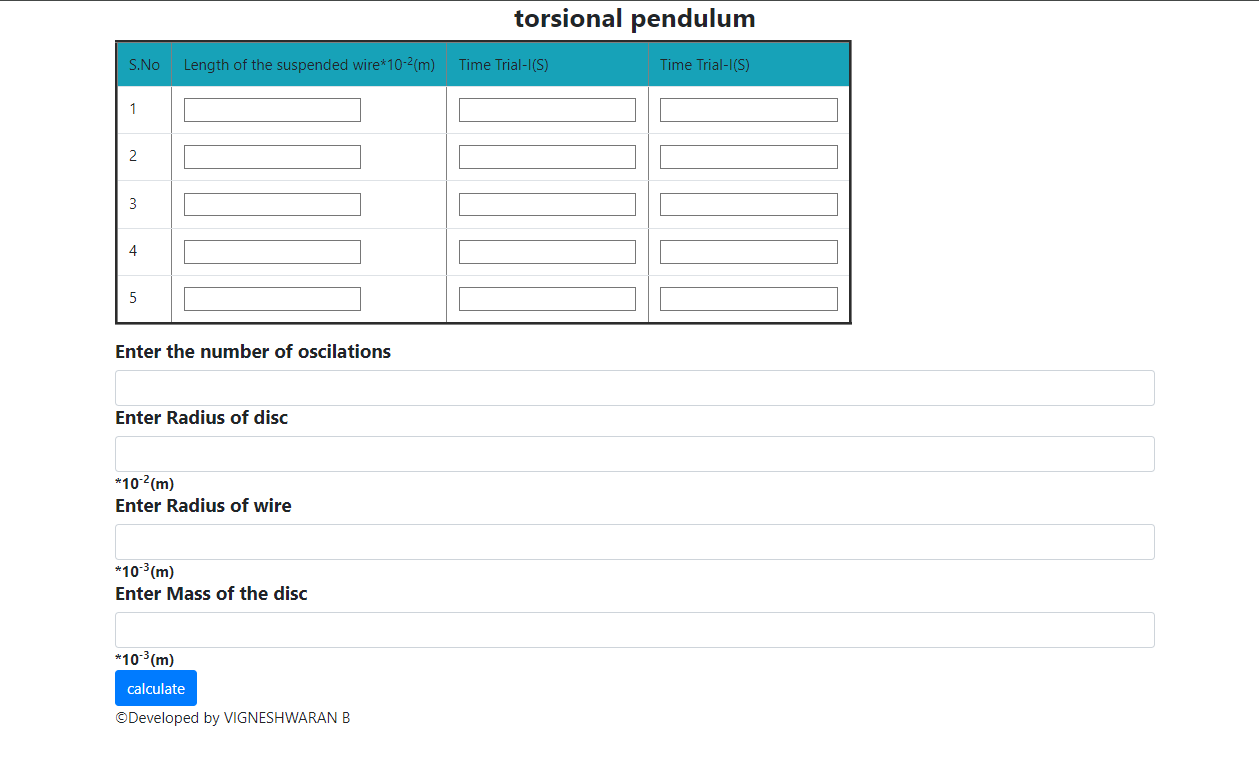 torsional pendulum
S.No Length of the suspended wire*10-2(m) Time Trial-I(S) Time Trial-I(S)
1
2
3
4
5
Enter the number of oscilations
Enter Radius of disc
*10-2(m)
Enter Radius of wire
*10-3(m)
Enter Mass of the disc
*10-3(m)
calculate
©Developed by VIGNESHWARAN B